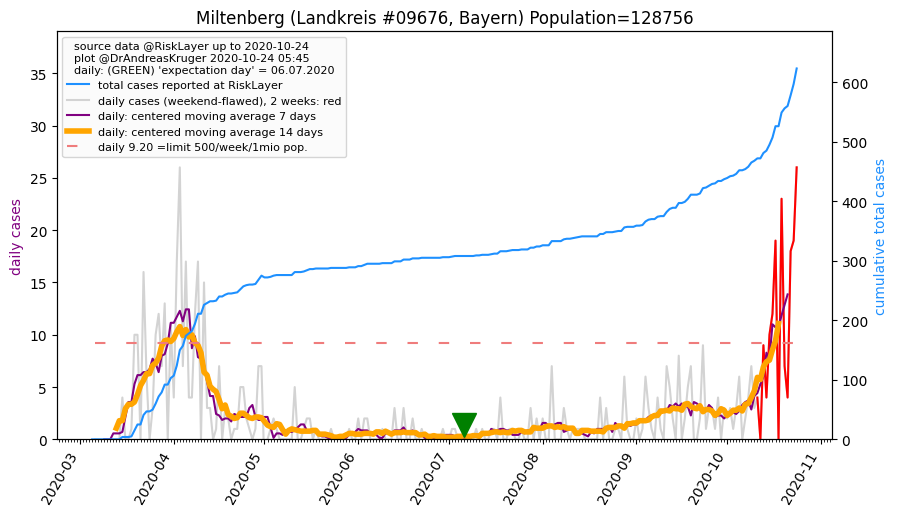 Miltenberg (Landkreis #09676, Bayern) Population=128756
source data @RiskLayer up to 2020-10-24
plot @DrAndreasKruger 2020-10-24 05:45
daily: (GREEN) 'expectation day' = 06.07.2020
total cases reported at RiskLayer
daily cases (weekend-flawed), 2 weeks: red
daily: centered moving average 7 days
daily: centered moving average 14 days
daily 9.20 =limit 500/week/1mio pop.
daily cases
35
30
25
20
15
10
5
0
600
500
400
300
200
100
0
cumulative total cases
2020-03
2020-04
2020-05
2020-06
2020-07
2020-08
2020-09
2020-10
2020-11